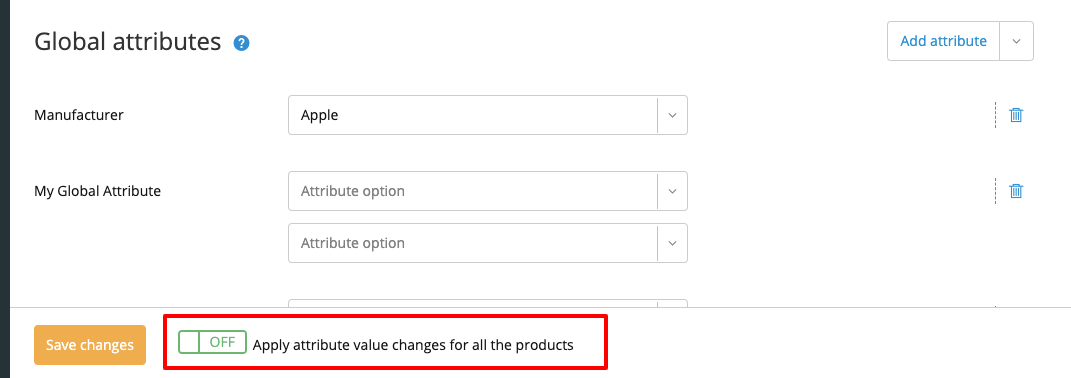 Global attributes ?
Add attribute
Manufacturer
Apple
My Global Attribute
Attribute option
Attribute option
Save changes
OFF
Apply attribute value changes for all the products